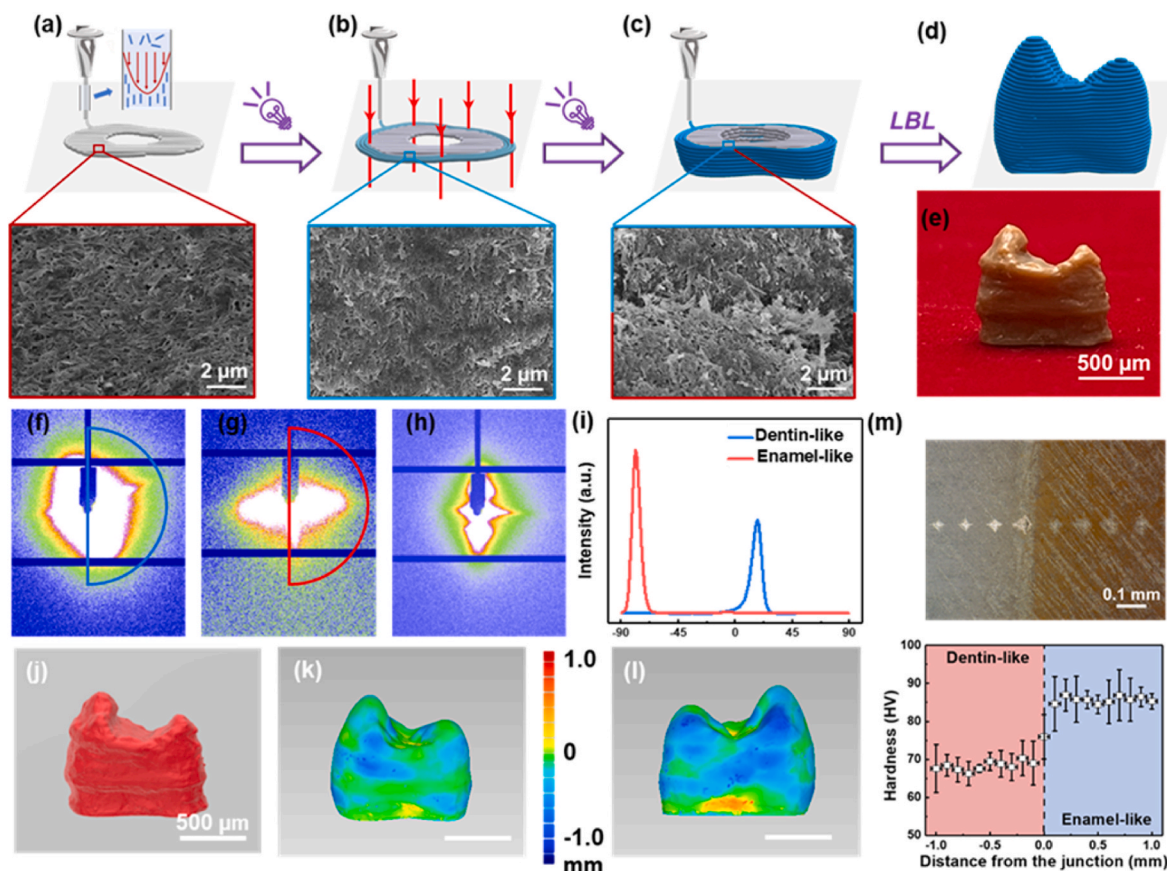 (a)
(b)
(c)
(d)
LBL
(e)
2 μm
2 μm
2 μm
500 μm
(f)
(g)
(h)
(i)
Dentin-like
Enamel-like
Intensity (a.u.)
-90
-45
0
45
90
(m)
0.1 mm
(j)
500 μm
(k)
1.0
0
-1.0
mm
(l)
Dentin-like
Enamel-like
Hardness (HV)
100
90
80
70
60
50
-1.0
-0.5
0.0
0.5
1.0
Distance from the junction (mm)